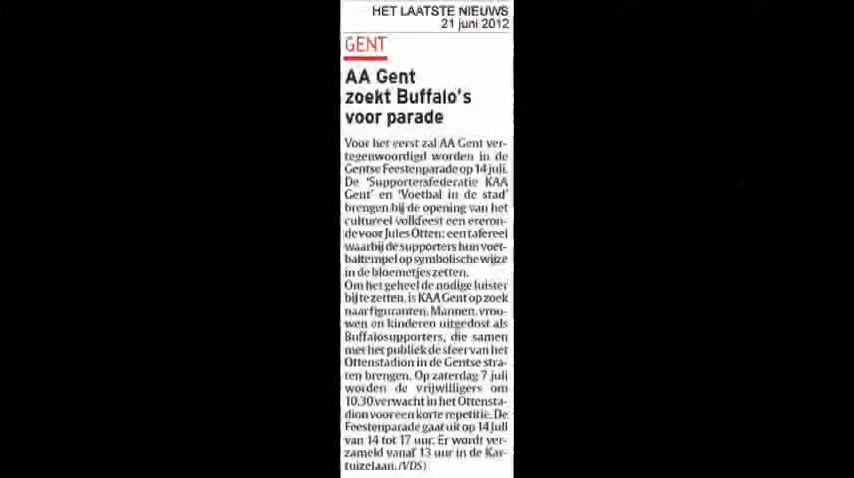 HET LAATSTE NIEUWS
21 juni 2012
GENT
AA Gent
zoekt Buffalo's
voor parade
Voor het eerst zal AA Gent ver-
tegenwoordigd worden in de
Gentse Feestenparade op 14 juli.
De 'Supportersfederatie KAA
Gent' en 'Voetbal in de stad'
brengen bij de opening van het
cultureel volksfeest een ereron-
de voor Jules Otten: een tafereel
waarbij de supporters hun voet-
baltempel op symbolische wijze
in de bloemetjes zetten.
Om het geheel de nodige luister
bij te zetten, is KAA Gent op zoek
naar figuranten. Mannen, vrou-
wen en kinderen uitgedost als
Buffalosupporters, die samen
met het publiek de sfeer van het
Ottenstadion in de Gentse stra-
ten brengen. Op zaterdag 7 juli
worden de vrijwilligers om
10.30 verwacht in het Ottensta-
dion voor een korte repetitie. De
Feestenparade gaat uit op 14 juli
van 14 tot 17 uur. Er wordt ver-
zameld vanaf 13 uur in de Kar-
tuizelaan. (VDS)